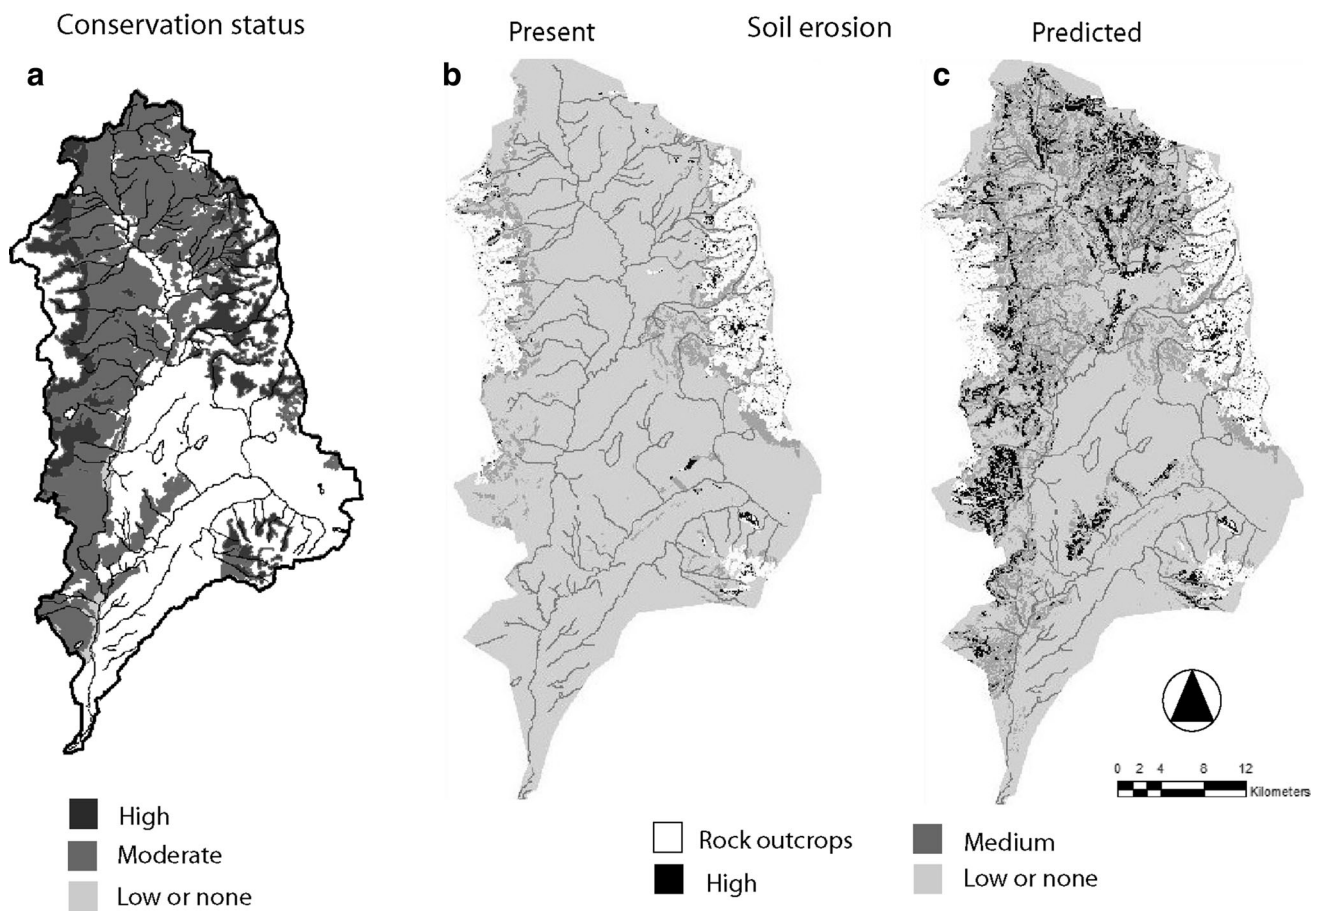 Conservation status
Present
Soil erosion
Predicted
a
b
c
0 2 4 8 12
Kilometers
High
Moderate
Low or none
Rock outcrops
High
Medium
Low or none